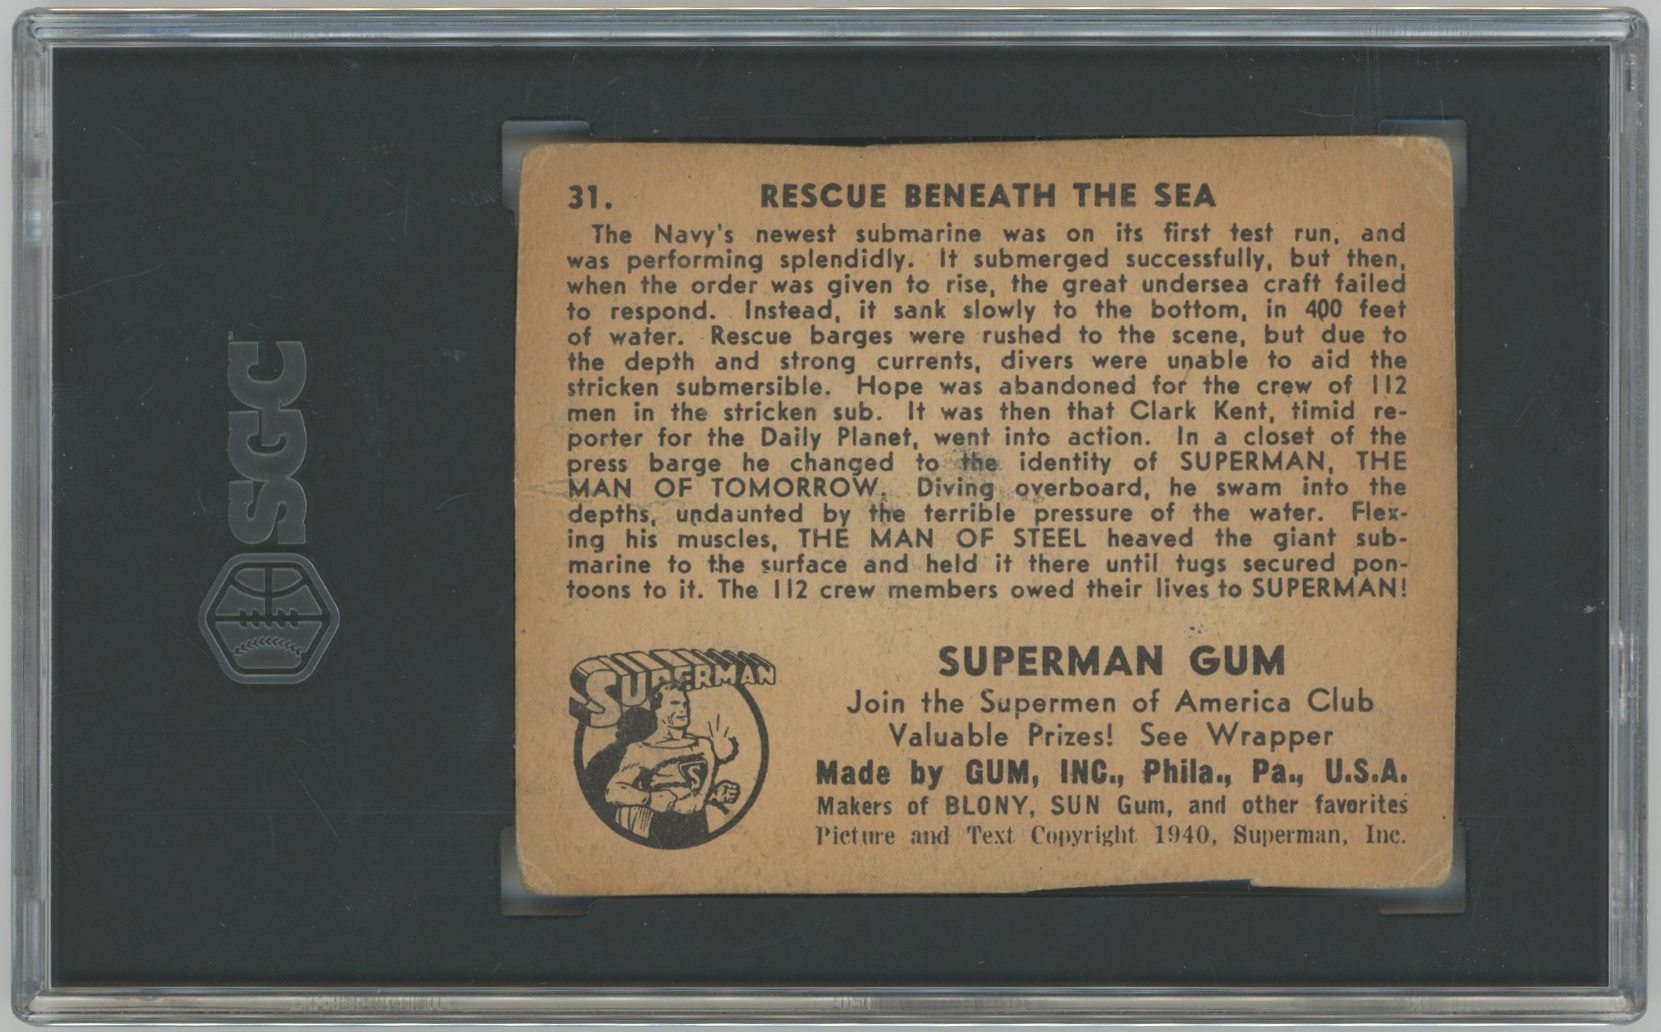 SGC
31. RESCUE BENEATH THE SEA
The Navy's newest submarine was on its first test run, and
was performing splendidly. It submerged successfully, but then,
when the order was given to rise, the great undersea craft failed
to respond. Instead, it sank slowly to the bottom, in 400 feet
of water. Rescue barges were rushed to the scene, but due to
the depth and strong currents, divers were unable to aid the
stricken submersible. Hope was abandoned for the crew of 112
men in the stricken sub. It was then that Clark Kent, timid re-
porter for the Daily Planet, went into action. In a closet of the
press barge he changed to the identity of SUPERMAN, THE
MAN OF TOMORROW. Diving overboard, he swam into the
depths, undaunted by the terrible pressure of the water. Flex-
ing his muscles, THE MAN OF STEEL heaved the giant sub-
marine to the surface and held it there until tugs secured pon-
toons to it. The 112 crew members owed their lives to SUPERMAN!
SUPERMAN
S
SUPERMAN GUM
Join the Supermen of America Club
Valuable Prizes! See Wrapper
Made by GUM, INC., Phila., Pa., U.S.A.
Makers of BLONY, SUN Gum, and other favorites
Picture and Text Copyright 1940, Superman, Inc.